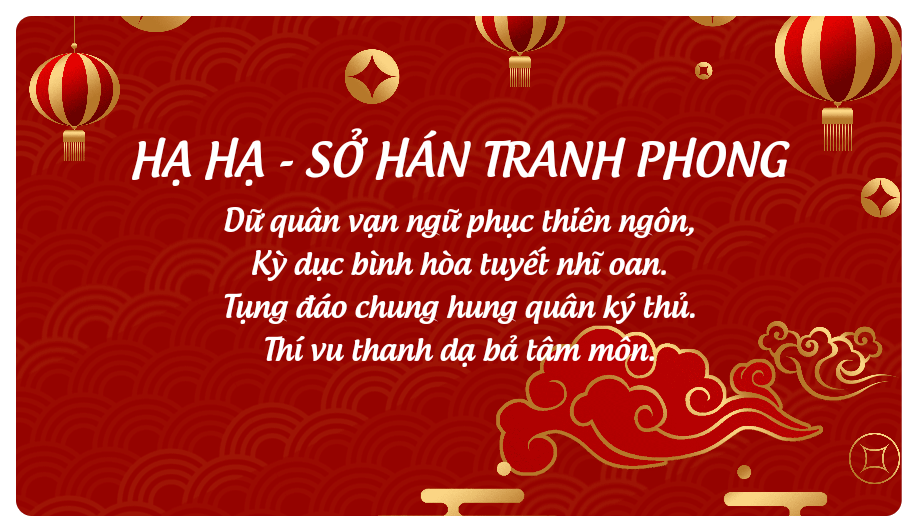 HẠ HẠ - SỞ HÁN TRANH PHONG
Dữ quân vạn ngữ phục thiên ngôn,
Kỳ dục bình hòa tuyết nhĩ oan.
Tụng đáo chung hung quân ký thủ.
Thí vu thanh dạ bả tâm môn.